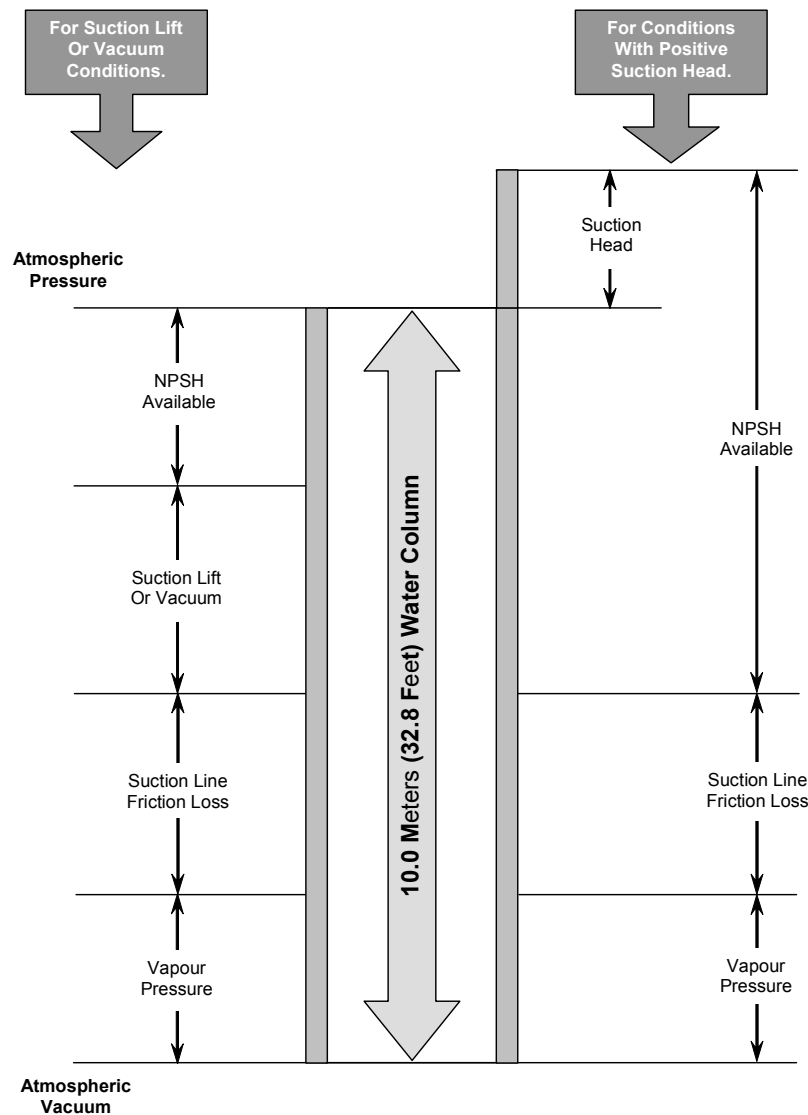 For Suction Lift
Or Vacuum
Conditions.
For Conditions
With Positive
Suction Head.
Suction
Head
Atmospheric
Pressure
NPSH
Available
NPSH
Available
10.0 Meters (32.8 Feet) Water Column
Suction Lift
Or Vacuum
Suction Line
Friction Loss
Suction Line
Friction Loss
Vapour
Pressure
Vapour
Pressure
Atmospheric
Vacuum